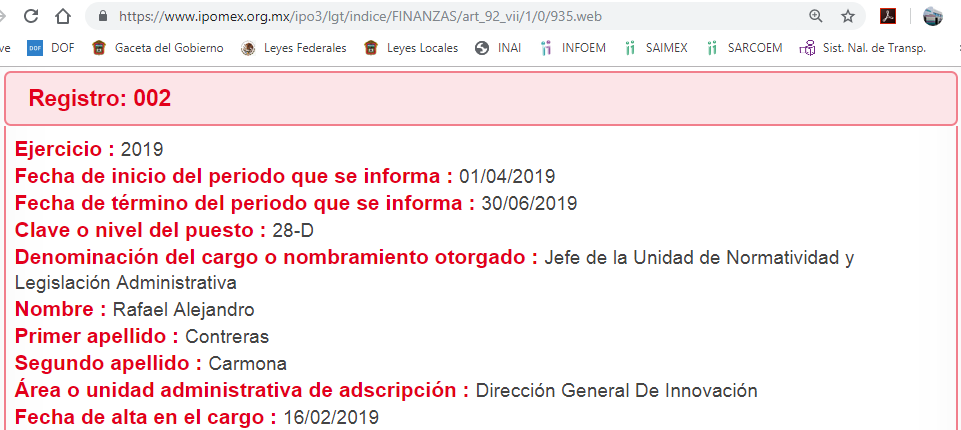 https://www.ipomex.org.mx/ipo3/lgt/indice/FINANZAS/art_92_vii/1/0/935.web
ve DOF DOF Gaceta del Gobierno Leyes Federales Leyes Locales INAI INFOEM SAIMEX SARCOEM Sist. Nal. de Transp.
Registro: 002
Ejercicio : 2019
Fecha de inicio del periodo que se informa : 01/04/2019
Fecha de término del periodo que se informa : 30/06/2019
Clave o nivel del puesto : 28-D
Denominación del cargo o nombramiento otorgado : Jefe de la Unidad de Normatividad y
Legislación Administrativa
Nombre : Rafael Alejandro
Primer apellido : Contreras
Segundo apellido : Carmona
Área o unidad administrativa de adscripción : Dirección General De Innovación
Fecha de alta en el cargo : 16/02/2019